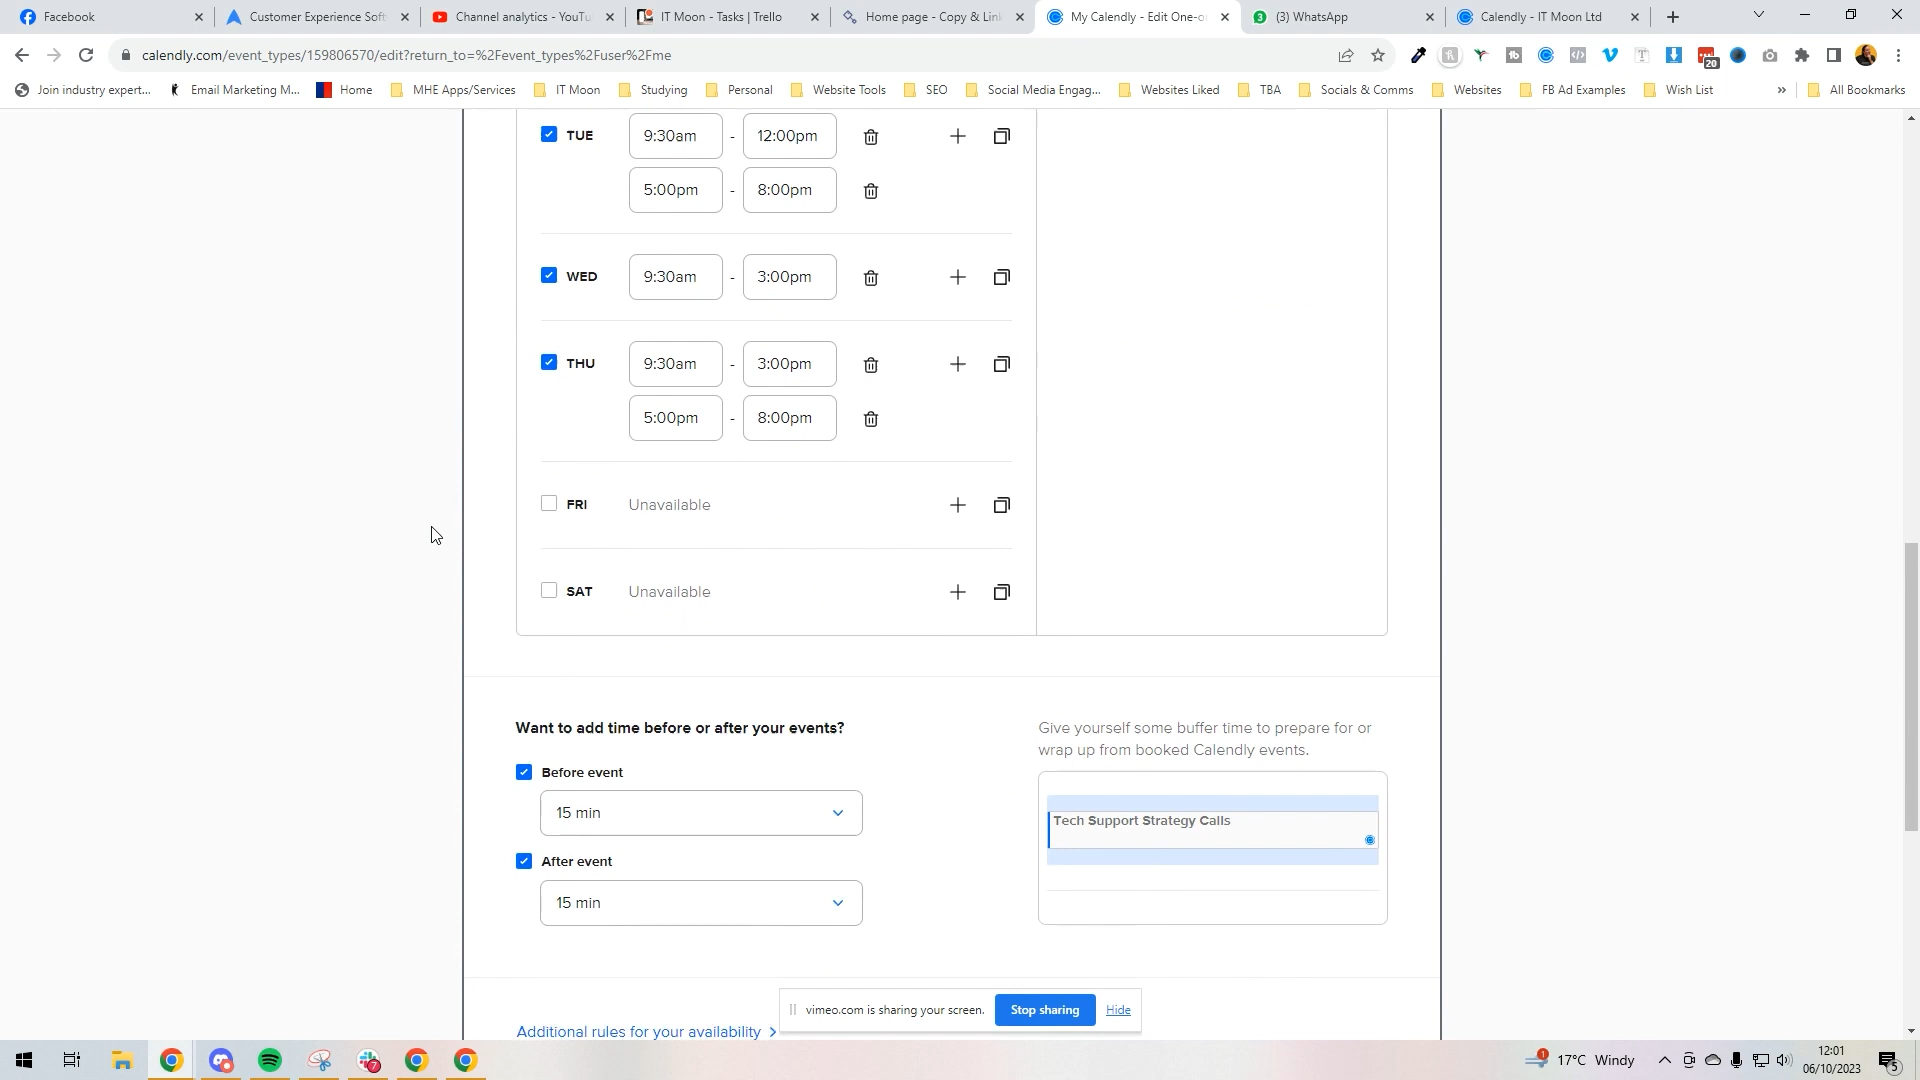 Facebook
Customer Experience Soft
Channel analytics - YouTu
IT Moon - Tasks | Trello
Home page - Copy & Link
My Calendly - Edit One-o
(3) WhatsApp
Calendly - IT Moon Ltd
calendly.com/event_types/159806570/edit?return_to=%2Fevent_types%2Fuser%2Fme
20
Join industry expert...
Email Marketing M...
Home
MHE Apps/Services
IT Moon
Studying
Personal
Website Tools
SEO
Social Media Engag...
Websites Liked
TBA
Socials & Comms
Websites
FB Ad Examples
Wish List
»
All Bookmarks
TUE 9:30am - 12:00pm
5:00pm - 8:00pm
WED 9:30am - 3:00pm
THU 9:30am - 3:00pm
5:00pm - 8:00pm
FRI Unavailable
SAT Unavailable
Want to add time before or after your events?
Before event
15 min
After event
15 min
Give yourself some buffer time to prepare for or
wrap up from booked Calendly events.
Tech Support Strategy Calls
vimeo.com is sharing your screen. Stop sharing Hide
Additional rules for your availability
7
1
17°C Windy
12:01
06/10/2023
5